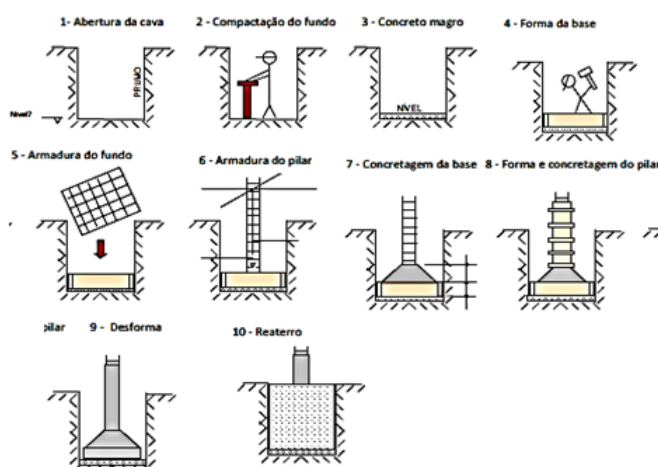 1- Abertura da cava
2 - Compactação do fundo
3 - Concreto magro
4 - Forma da base
PRUMO
Nível?
NÍVEL
5 - Armadura do fundo
6 - Armadura do pilar
7 - Concretagem da base
8 - Forma e concretagem do pilar
pilar
9 - Desforma
10 - Reaterro